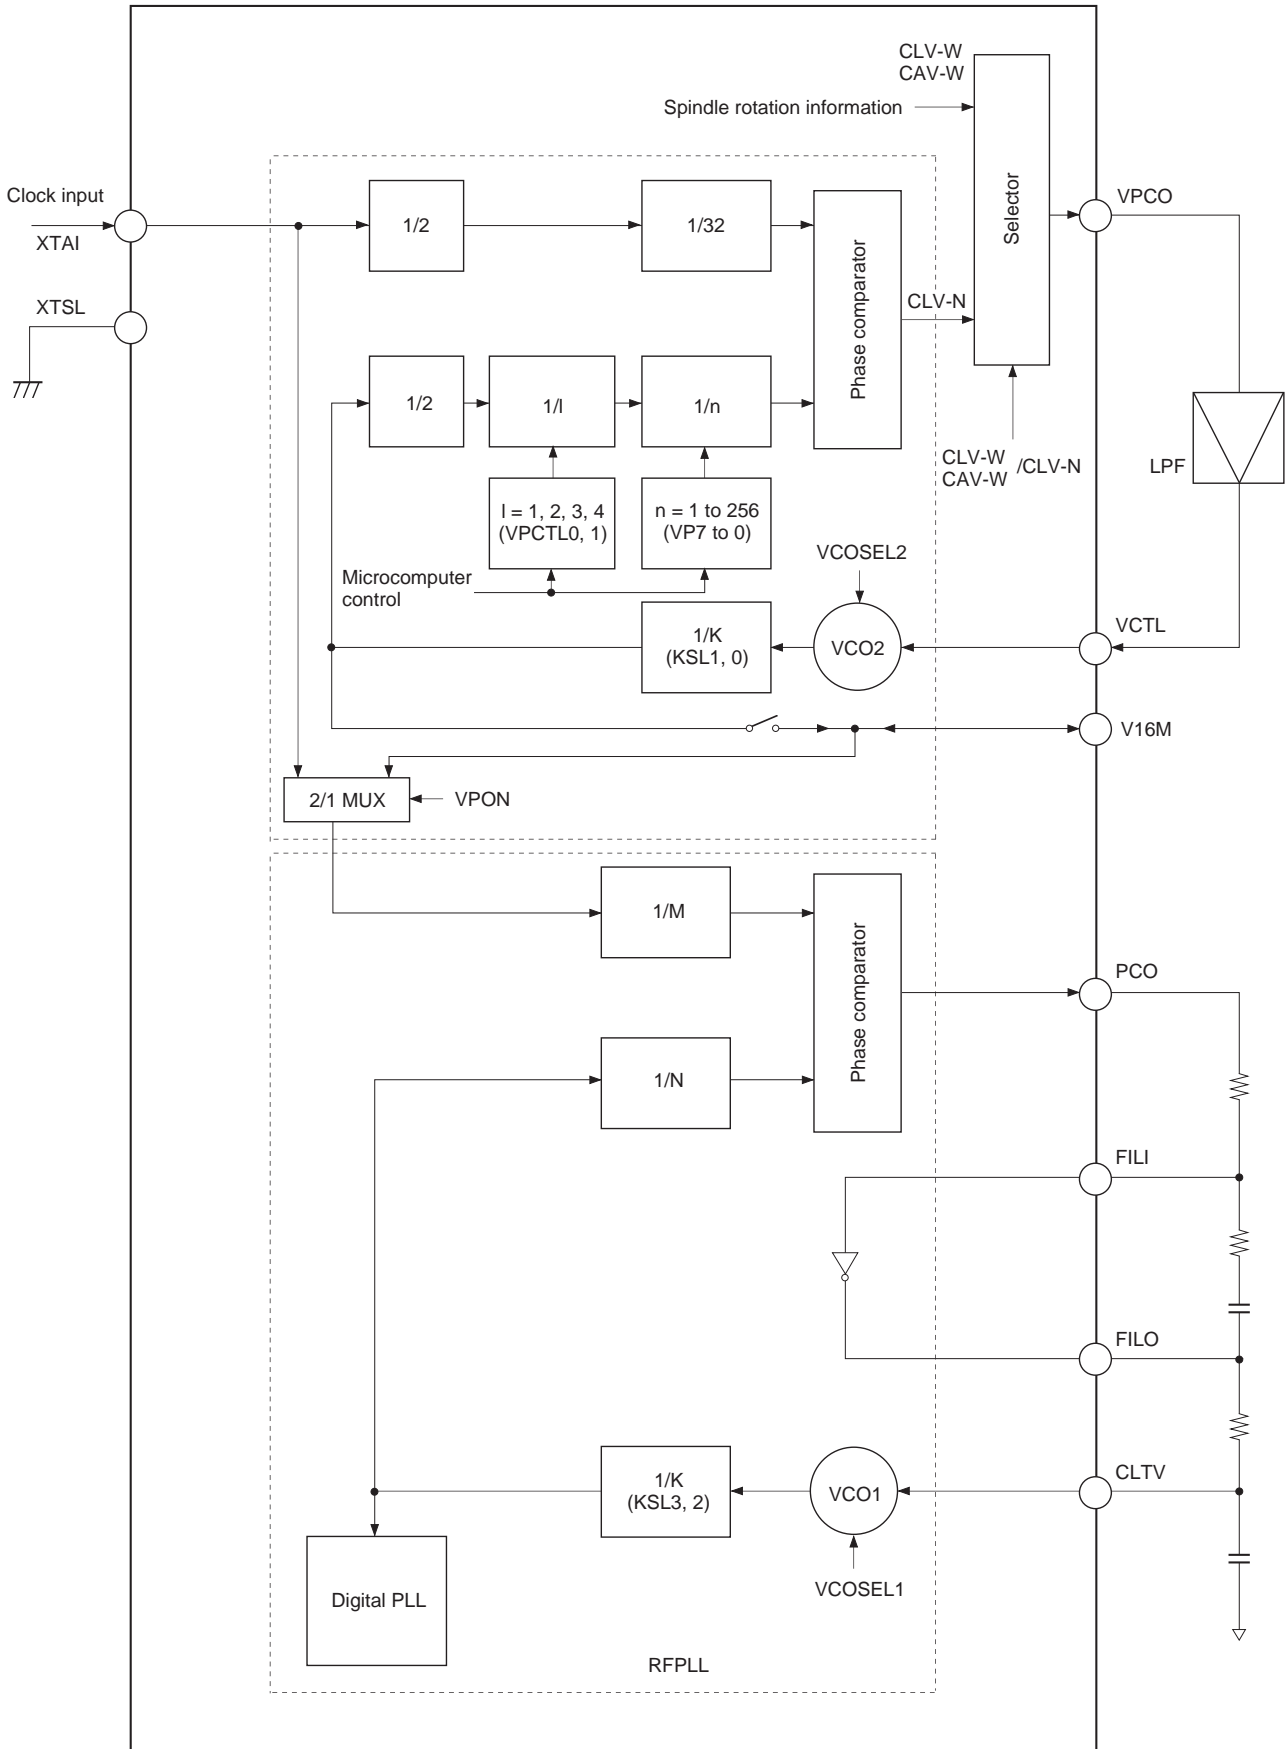 CLV-W
CAV-W
Spindle rotation information
Clock input
XTAI
XTSL
1/2
1/32
Phase comparator
Selector
VPCO
CLV-N
1/2
1/l
1/n
l = 1, 2, 3, 4
(VPCTL0, 1)
n = 1 to 256
(VP7 to 0)
CLV-W
CAV-W
/CLV-N
LPF
Microcomputer
control
VCOSEL2
1/K
(KSL1, 0)
VCO2
VCTL
V16M
2/1 MUX
VPON
1/M
Phase comparator
PCO
1/N
FILI
FILO
1/K
(KSL3, 2)
VCO1
CLTV
VCOSEL1
Digital PLL
RFPLL